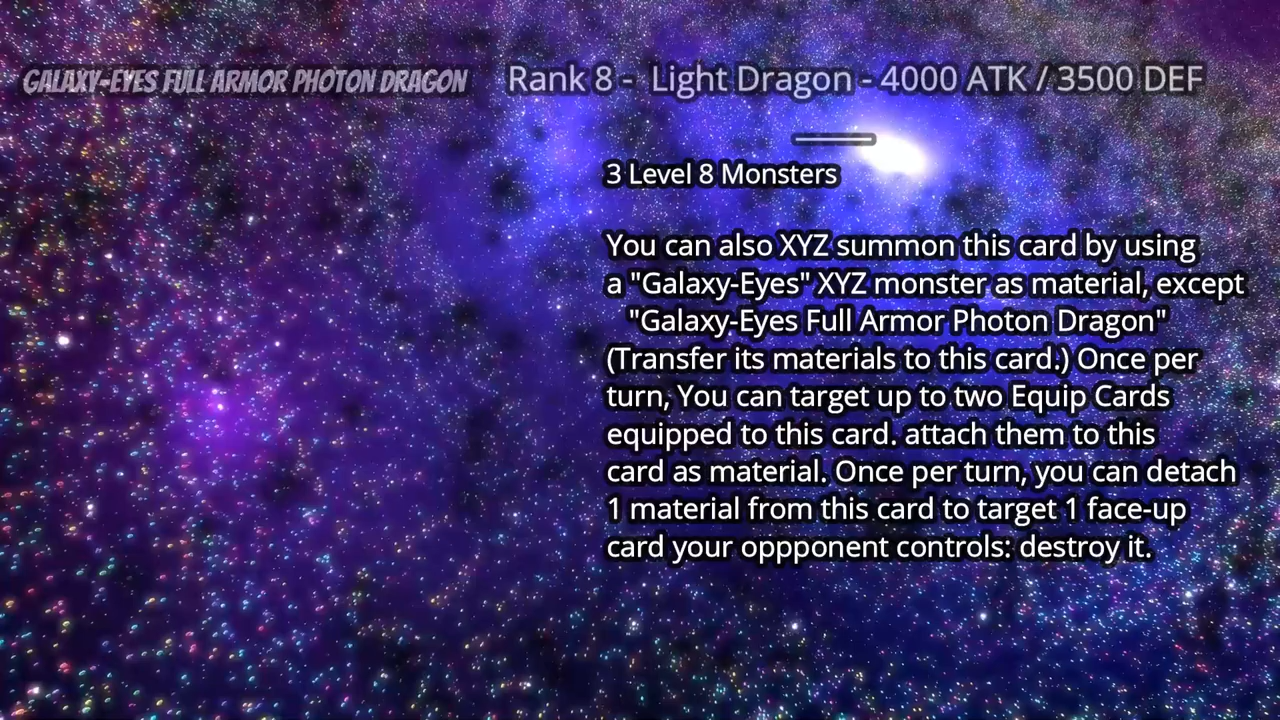 GALAXY-EYES FULL ARMOR PHOTON DRAGON
Rank 8 - Light Dragon - 4000 ATK / 3500 DEF
3 Level 8 Monsters
You can also XYZ summon this card by using
a "Galaxy-Eyes" XYZ monster as material, except
"Galaxy-Eyes Full Armor Photon Dragon"
(Transfer its materials to this card.) Once per
turn, You can target up to two Equip Cards
equipped to this card. attach them to this
card as material. Once per turn, you can detach
1 material from this card to target 1 face-up
card your oppponent controls: destroy it.